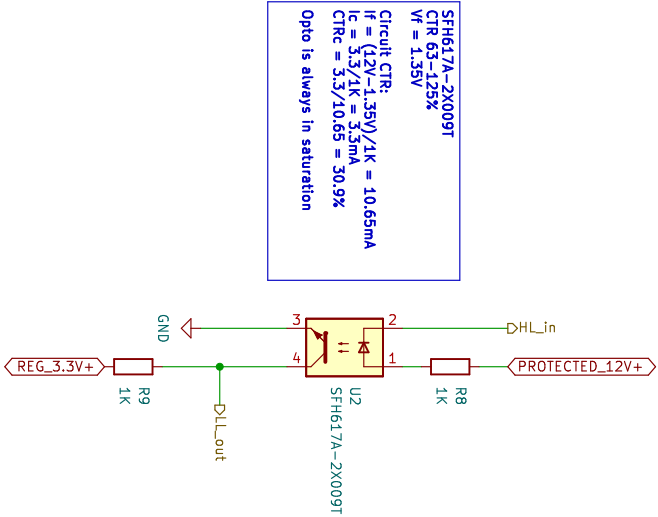 SFH617A-2X009T
CTR 63-125%
Vf = 1.35V
Circuit CTR:
If = (12V-1.35V)/1K = 10.65mA
Ic = 3.3/1K = 3.3mA
CTRc = 3.3/10.65 = 30.9%
Opto is always in saturation
GND
3
2
HL_in
REG_3.3V+
4
1
PROTECTED_12V+
R9
1K
R8
1K
U2
SFH617A-2X009T
LL_out